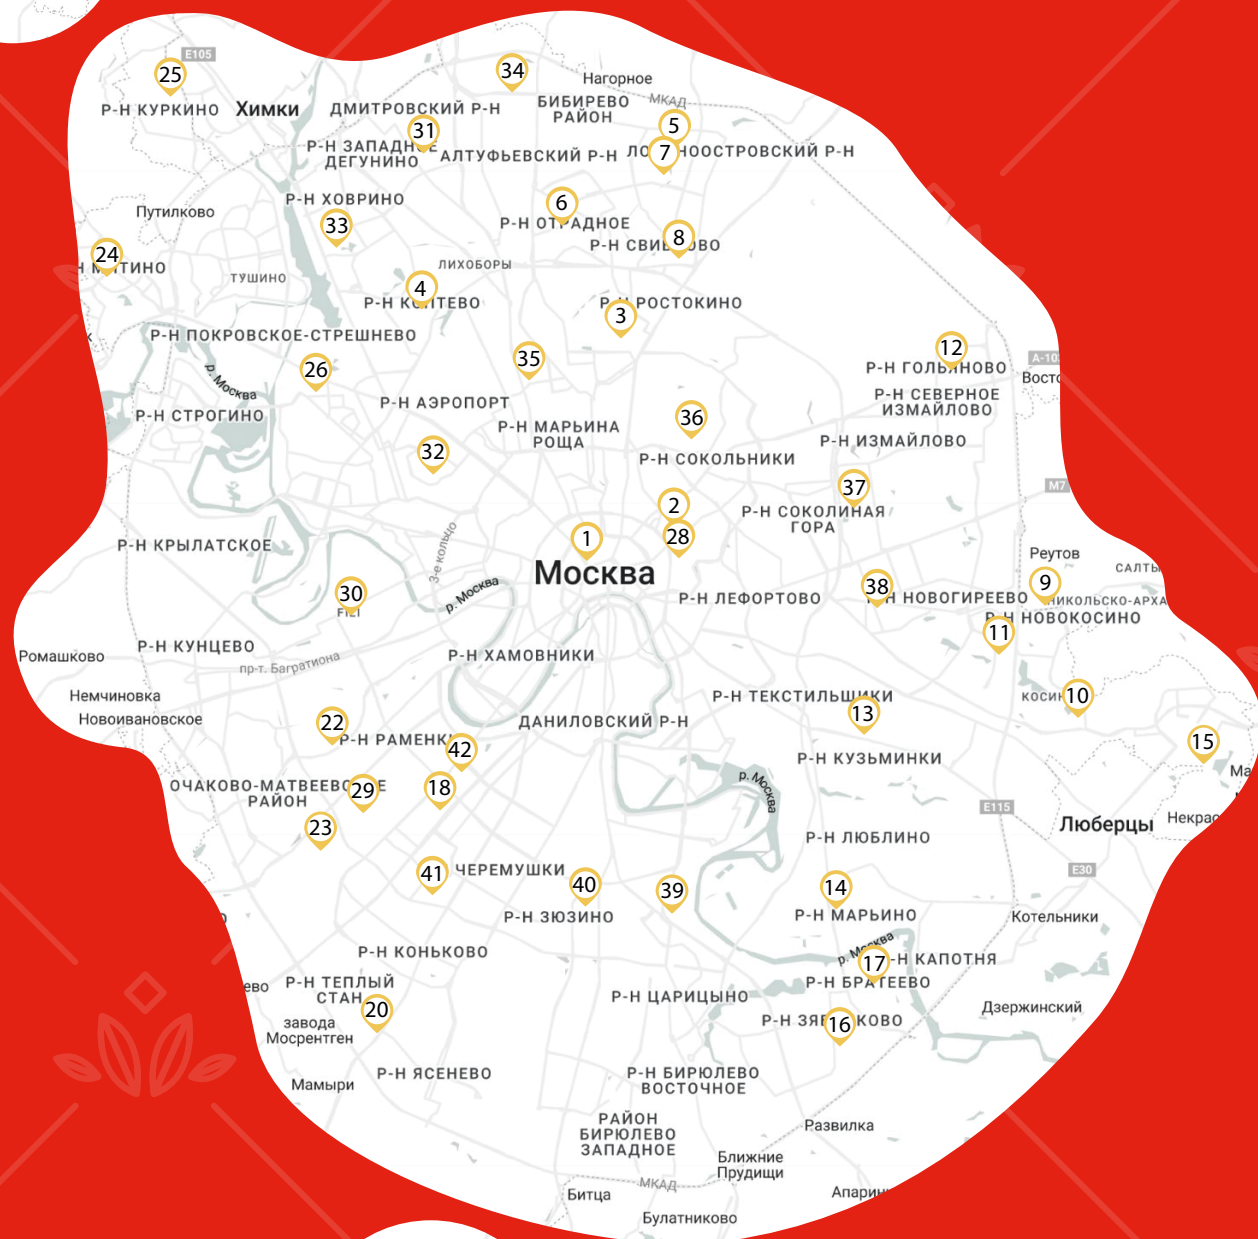 E105
34
25
Нагорное
Р-Н КУРКИНО
Химки
ДМИТРОВСКИЙ Р-Н
БИБИРЕВО
РАЙОН
МКАД
31
5
7
АЛТУФЬЕВСКИЙ Р-Н
ДЕГУНИНО
Р-Н ХОВРИНО
6
Путилково
33
Р-Н ОТРАДНОЕ
8
24
ТУШИНО
ЛИХОБОРЫ
4
Р-Н КОПТЕВО
РОСТОКИНО
3
Р-Н ПОКРОВСКОЕ-СТРЕШНЕВО
12
35
26
Р-Н ГОЛЬЯНОВО
р. Москва
Р-Н АЭРОПОРТ
Р-Н СЕВЕРНОЕ
ИЗМАЙЛОВО
Р-Н СТРОГИНО
36
Р-Н МАРЬИНА
РОЩА
32
Р-Н ИЗМАЙЛОВО
Р-Н СОКОЛЬНИКИ
37
M7
2
Р-Н СОКОЛИНАЯ
ГОРА
28
1
Р-Н КРЫЛАТСКОЕ
3-е кольцо
Реутов
Москва
9
38
30
р. Москва
Р-Н ЛЕФОРТОВО
НОВОГИРЕЕВО
11
НОВОКОСИНО
Р-Н КУНЦЕВО
Ромашково
пр-т. Багратиона
Р-Н ХАМОВНИКИ
Немчиновка
Р-Н ТЕКСТИЛЬЩИКИ
10
Новоивановское
22
13
ДАНИЛОВСКИЙ Р-Н
15
42
Р-Н КУЗЬМИНКИ
р. Москва
29
18
РАЙОН
E115
23
Люберцы
Р-Н ЛЮБЛИНО
41
ЧЕРЕМУШКИ
40
39
14
E30
Р-Н ЗЮЗИНО
Р-Н МАРЬИНО
Котельники
р. Москва
Р-Н КОНЬКОВО
17
КАПОТНЯ
Р-Н ТЕПЛЫЙ
СТАН
Р-Н БРАТЕЕВО
Р-Н ЦАРИЦЫНО
20
Дзержинский
завода
Мосрентген
16
Р-Н ЯСЕНЕВО
Мамыри
Р-Н БИРЮЛЕВО
ВОСТОЧНОЕ
РАЙОН
БИРЮЛЕВО
ЗАПАДНОЕ
Развилка
Ближние
Прудищи
МКАД
Битца
Булатниково